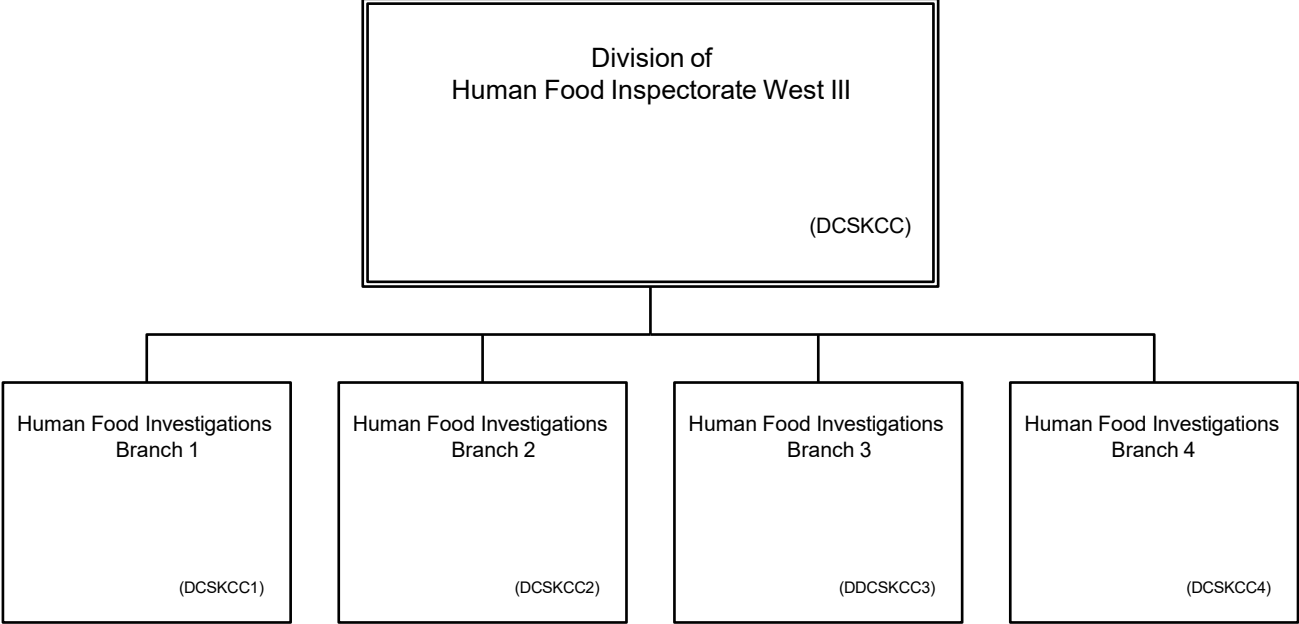 Division of
Human Food Inspectorate West III
(DCSKCC)
Human Food Investigations
Branch 1
(DCSKCC1)
Human Food Investigations
Branch 2
(DCSKCC2)
Human Food Investigations
Branch 3
(DDCSKCC3)
Human Food Investigations
Branch 4
(DCSKCC4)